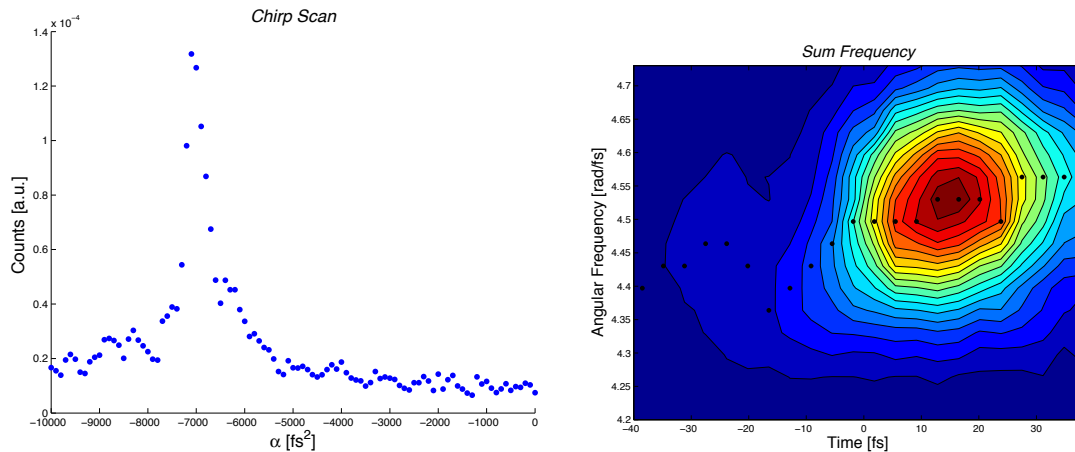 Chirp Scan
x 10⁻⁴
1.4
1.2
1
0.8
0.6
0.4
0.2
0
Counts [a.u.]
−10000 −9000 −8000 −7000 −6000 −5000 −4000 −3000 −2000 −1000 0
α [fs²]
Sum Frequency
4.7
4.65
4.6
4.55
4.5
4.45
4.4
4.35
4.3
4.25
4.2
Angular Frequency [rad/fs]
−40 −30 −20 −10 0 10 20 30
Time [fs]